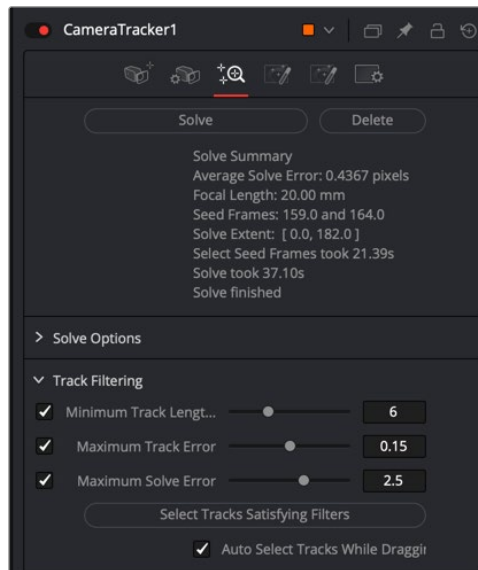 CameraTracker1
Solve Delete
Solve Summary
Average Solve Error: 0.4367 pixels
Focal Length: 20.00 mm
Seed Frames: 159.0 and 164.0
Solve Extent: [ 0.0, 182.0 ]
Select Seed Frames took 21.39s
Solve took 37.10s
Solve finished
Solve Options
Track Filtering
Minimum Track Lengt... 6
Maximum Track Error 0.15
Maximum Solve Error 2.5
Select Tracks Satisfying Filters
Auto Select Tracks While Draggi